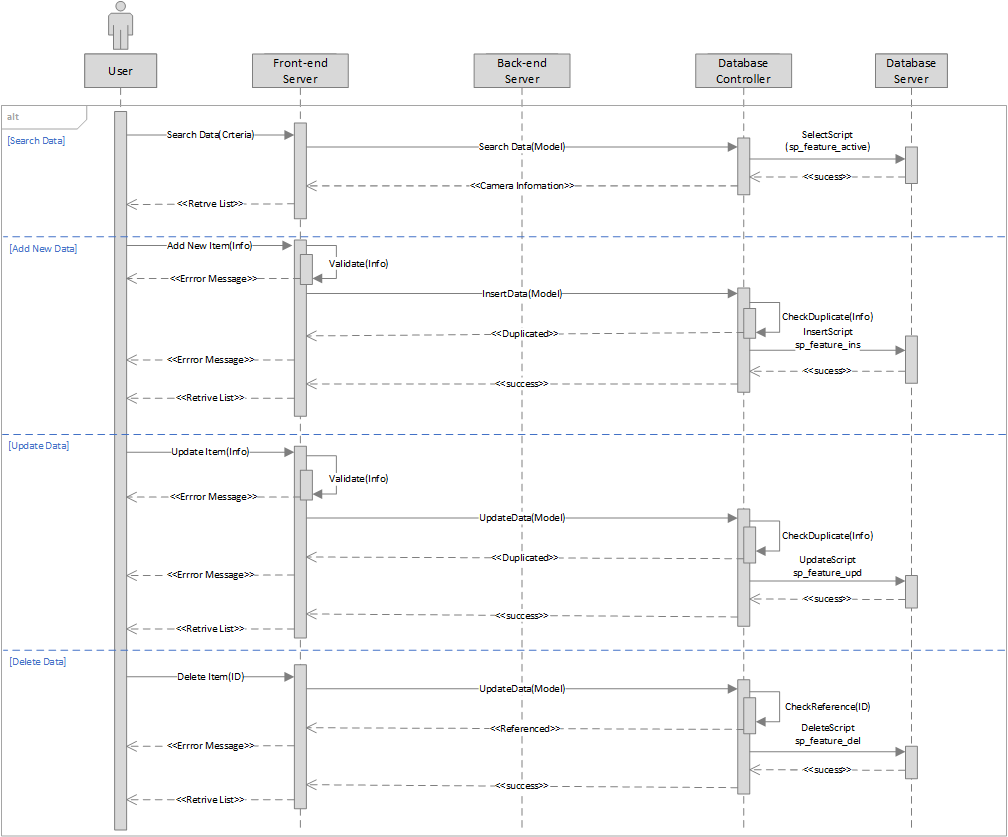 User
Front-end
Server
Back-end
Server
Database
Controller
Database
Server
alt
[Search Data]
Search Data(Crteria)
Search Data(Model)
SelectScript
(sp_feature_active)
<<sucess>>
<<Camera Infomation>>
<<Retrve List>>
[Add New Data]
Add New Item(Info)
Validate(Info)
<<Errror Message>>
InsertData(Model)
CheckDuplicate(Info)
<<Duplicated>>
InsertScript
sp_feature_ins
<<Errror Message>>
<<sucess>>
<<success>>
<<Retrive List>>
[Update Data]
Update Item(Info)
Validate(Info)
<<Errror Message>>
UpdateData(Model)
CheckDuplicate(Info)
<<Duplicated>>
UpdateScript
sp_feature_upd
<<Errror Message>>
<<sucess>>
<<success>>
<<Retrive List>>
[Delete Data]
Delete Item(ID)
UpdateData(Model)
CheckReference(ID)
<<Referenced>>
DeleteScript
sp_feature_del
<<Errror Message>>
<<sucess>>
<<success>>
<<Retrive List>>